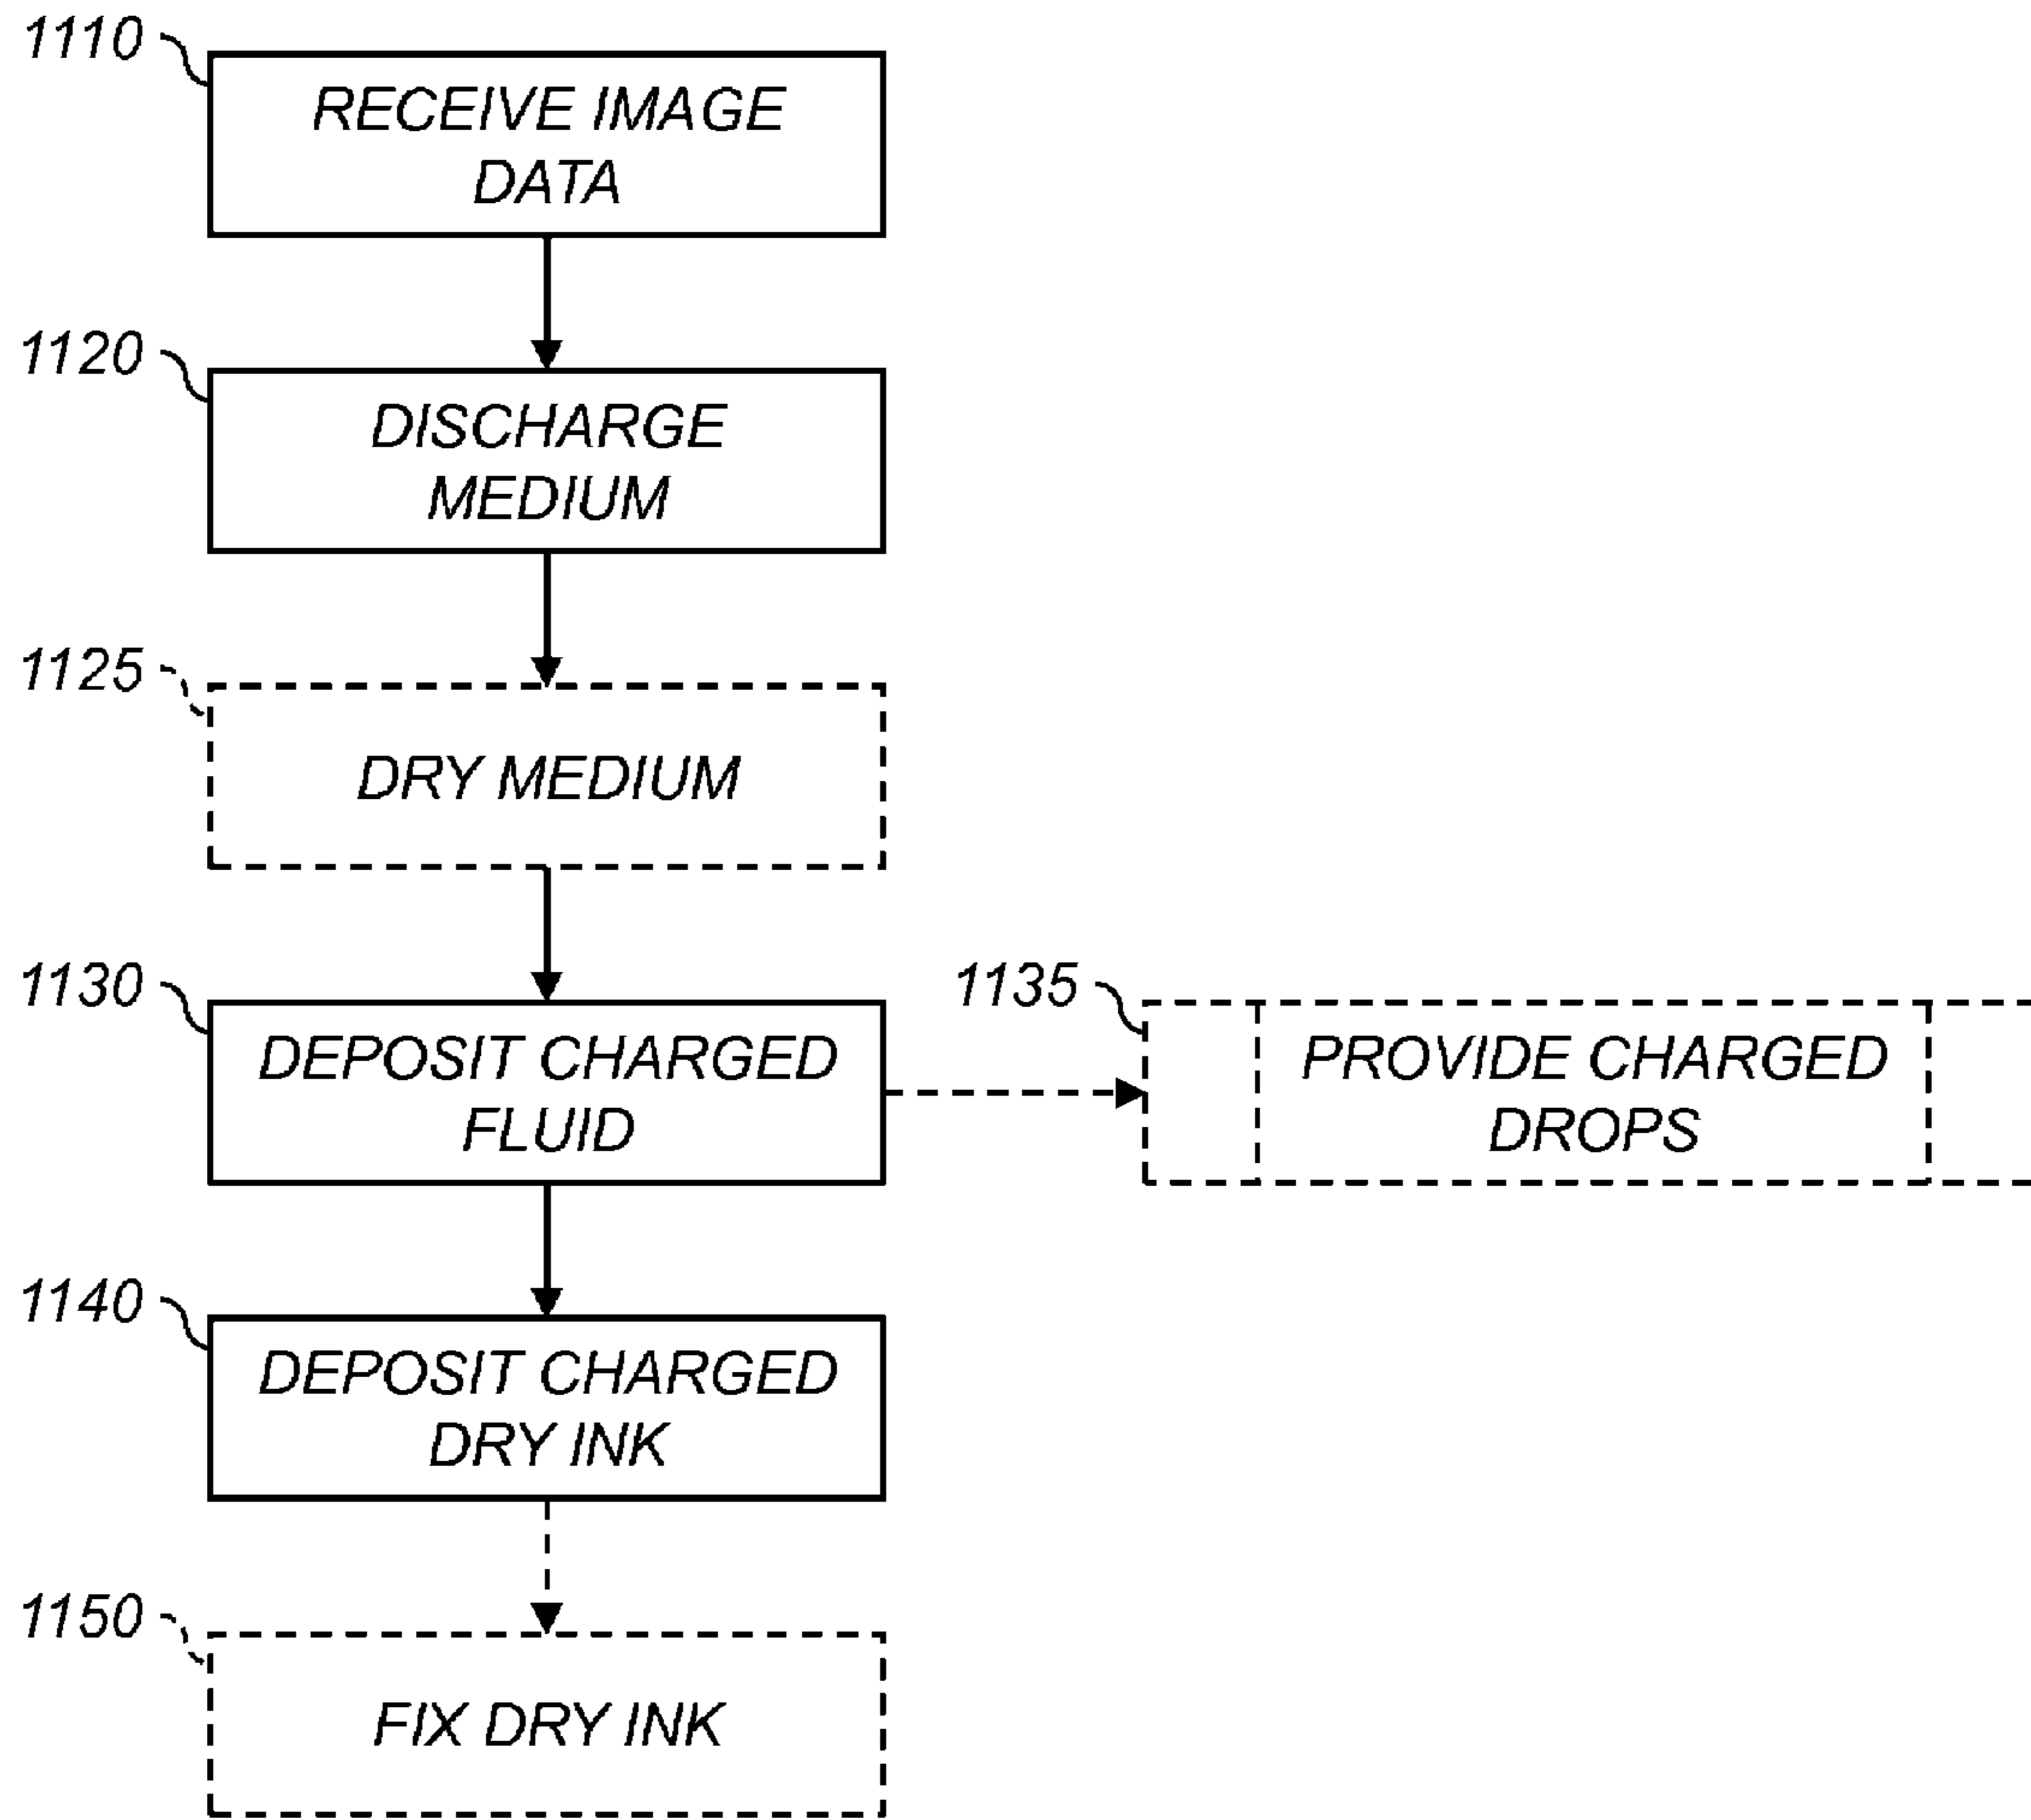 1110
RECEIVE IMAGE
DATA
1120
DISCHARGE
MEDIUM
1125
DRY MEDIUM
1130
DEPOSIT CHARGED
FLUID
1135
PROVIDE CHARGED
DROPS
1140
DEPOSIT CHARGED
DRY INK
1150
FIX DRY INK